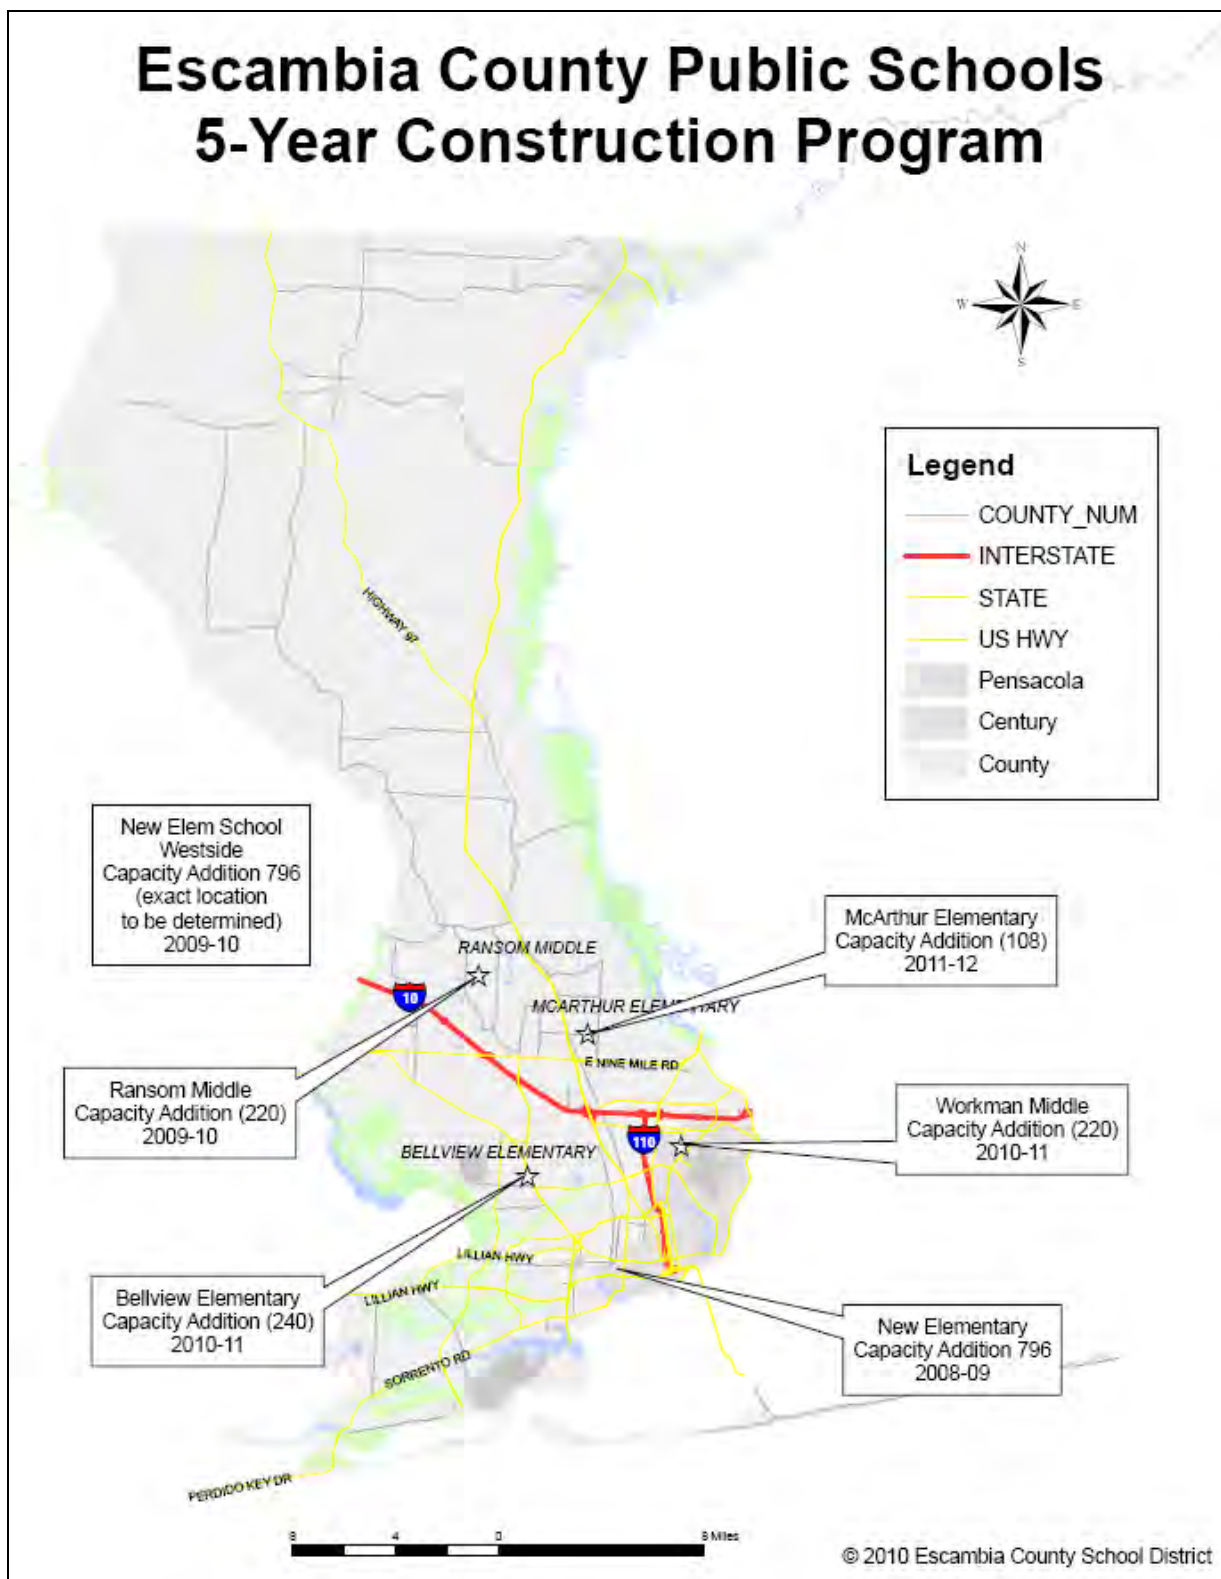 Escambia County Public Schools
5-Year Construction Program
N
W
E
S
Legend
COUNTY_NUM
INTERSTATE
STATE
US HWY
Pensacola
Century
County
HIGHWAY 97
New Elem School
Westside
Capacity Addition 796
(exact location
to be determined)
2009-10
McArthur Elementary
Capacity Addition (108)
2011-12
RANSOM MIDDLE
10
MCARTHUR ELEMENTARY
E NINE MILE RD
Ransom Middle
Capacity Addition (220)
2009-10
Workman Middle
Capacity Addition (220)
2010-11
110
BELLVIEW ELEMENTARY
LILLIAN HWY
LILLIAN HWY
Bellview Elementary
Capacity Addition (240)
2010-11
New Elementary
Capacity Addition 796
2008-09
SORRENTO RD
PERDIDO KEY DR
8 4 0 8 Miles
© 2010 Escambia County School District